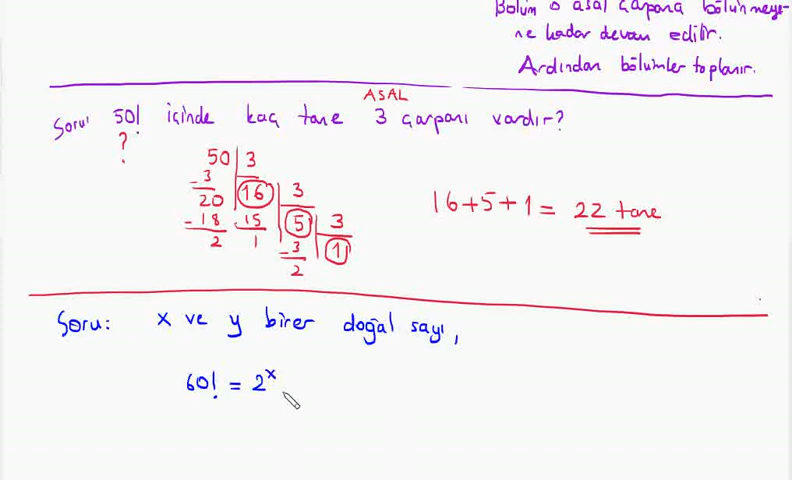 Bölüm o asal çarpana bölünmeye-
ne kadar devam edilir.
Ardından bölümler toplanır.
ASAL
Soru: 50! içinde kaç tane 3 çarpanı vardır?
?
50 | 3
- 3
20 16 3
- 18 - 15 5 3
2 1 - 3 1
2
16 + 5 + 1 = 22 tane
Soru: x ve y birer doğal sayı,
60! = 2ˣ